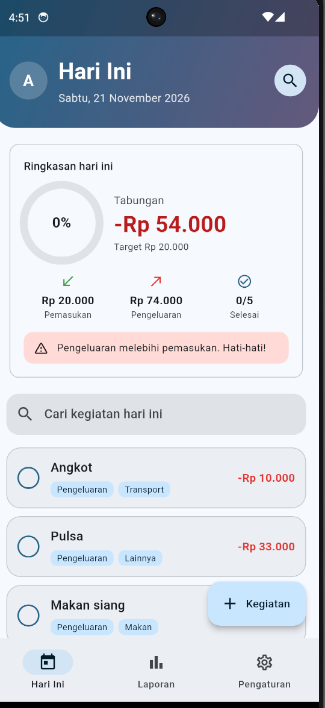 4:51
A
Hari Ini
Sabtu, 21 November 2026
Ringkasan hari ini
0%
Tabungan
-Rp 54.000
Target Rp 20.000
Rp 20.000 Rp 74.000 0/5
Pemasukan Pengeluaran Selesai
Pengeluaran melebihi pemasukan. Hati-hati!
Cari kegiatan hari ini
Angkot
-Rp 10.000
Pengeluaran Transport
Pulsa
-Rp 33.000
Pengeluaran Lainnya
Makan siang
Pengeluaran Makan
+ Kegiatan
Hari Ini Laporan Pengaturan